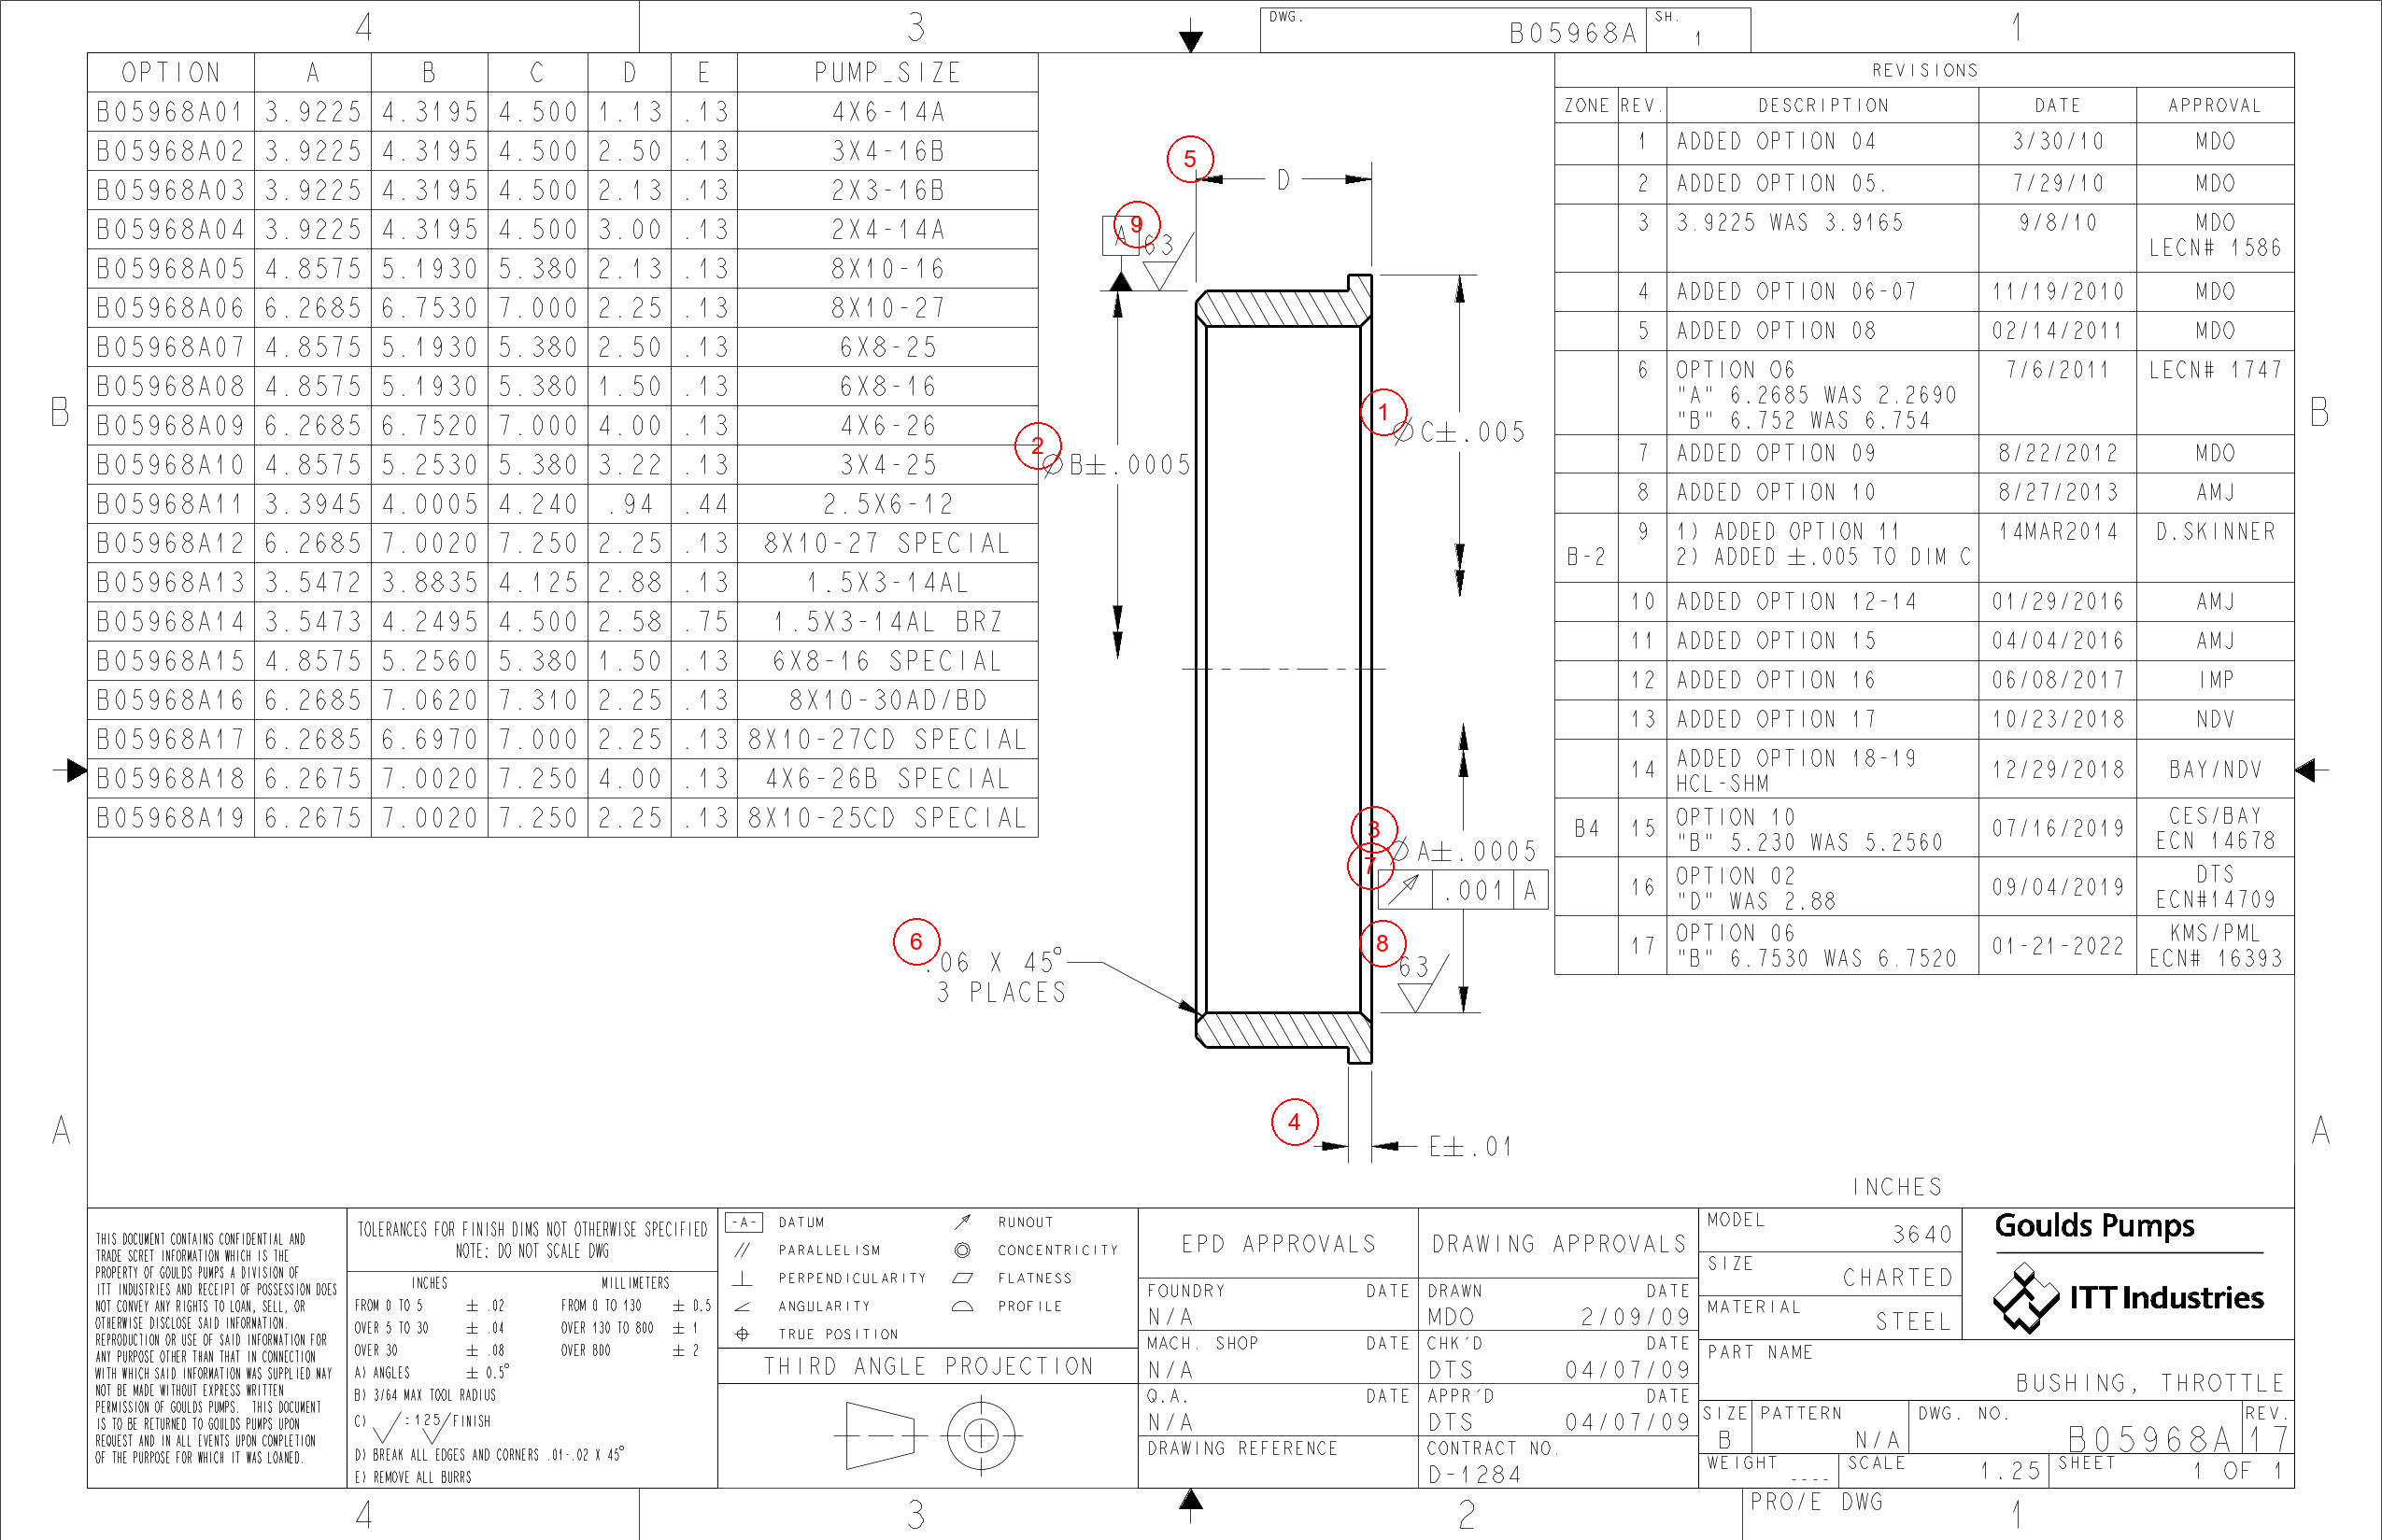 4 3 1
DWG. B05968A SH. 1
OPTION A B C D E PUMP_SIZE
B05968A01 3.9225 4.3195 4.500 1.13 .13 4X6-14A
B05968A02 3.9225 4.3195 4.500 2.50 .13 3X4-16B
B05968A03 3.9225 4.3195 4.500 2.13 .13 2X3-16B
B05968A04 3.9225 4.3195 4.500 3.00 .13 2X4-14A
B05968A05 4.8575 5.1930 5.380 2.13 .13 8X10-16
B05968A06 6.2685 6.7530 7.000 2.25 .13 8X10-27
B05968A07 4.8575 5.1930 5.380 2.50 .13 6X8-25
B05968A08 4.8575 5.1930 5.380 1.50 .13 6X8-16
B05968A09 6.2685 6.7520 7.000 4.00 .13 4X6-26
B05968A10 4.8575 5.2530 5.380 3.22 .13 3X4-25
B05968A11 3.3945 4.0005 4.240 .94 .44 2.5X6-12
B05968A12 6.2685 7.0020 7.250 2.25 .13 8X10-27 SPECIAL
B05968A13 3.5472 3.8835 4.125 2.88 .13 1.5X3-14AL
B05968A14 3.5473 4.2495 4.500 2.58 .75 1.5X3-14AL BRZ
B05968A15 4.8575 5.2560 5.380 1.50 .13 6X8-16 SPECIAL
B05968A16 6.2685 7.0620 7.310 2.25 .13 8X10-30AD/BD
B05968A17 6.2685 6.6970 7.000 2.25 .13 8X10-27CD SPECIAL
B05968A18 6.2675 7.0020 7.250 4.00 .13 4X6-26B SPECIAL
B05968A19 6.2675 7.0020 7.250 2.25 .13 8X10-25CD SPECIAL
5
D
9
A
63
1
⌀C±.005
2
⌀B±.0005
3
⌀A±.0005
7
.001 A
8
63
6
.06 X 45°
3 PLACES
4
E±.01
REVISIONS
ZONE REV. DESCRIPTION DATE APPROVAL
1 ADDED OPTION 04 3/30/10 MDO
2 ADDED OPTION 05. 7/29/10 MDO
3 3.9225 WAS 3.9165 9/8/10 MDO
LECN# 1586
4 ADDED OPTION 06-07 11/19/2010 MDO
5 ADDED OPTION 08 02/14/2011 MDO
6 OPTION 06 7/6/2011 LECN# 1747
"A" 6.2685 WAS 2.2690
"B" 6.752 WAS 6.754
7 ADDED OPTION 09 8/22/2012 MDO
8 ADDED OPTION 10 8/27/2013 AMJ
9 1) ADDED OPTION 11 14MAR2014 D.SKINNER
B-2 2) ADDED ±.005 TO DIM C
10 ADDED OPTION 12-14 01/29/2016 AMJ
11 ADDED OPTION 15 04/04/2016 AMJ
12 ADDED OPTION 16 06/08/2017 IMP
13 ADDED OPTION 17 10/23/2018 NDV
14 ADDED OPTION 18-19 12/29/2018 BAY/NDV
HCL-SHM
B4 15 OPTION 10 07/16/2019 CES/BAY
"B" 5.230 WAS 5.2560 ECN 14678
16 OPTION 02 09/04/2019 DTS
"D" WAS 2.88 ECN#14709
17 OPTION 06 01-21-2022 KMS/PML
"B" 6.7530 WAS 6.7520 ECN# 16393
B B
A A
INCHES
THIS DOCUMENT CONTAINS CONFIDENTIAL AND
TRADE SCRET INFORMATION WHICH IS THE
PROPERTY OF GOULDS PUMPS A DIVISION OF
ITT INDUSTRIES AND RECEIPT OF POSSESSION DOES
NOT CONVEY ANY RIGHTS TO LOAN, SELL, OR
OTHERWISE DISCLOSE SAID INFORMATION.
REPRODUCTION OR USE OF SAID INFORMATION FOR
ANY PURPOSE OTHER THAN THAT IN CONNECTION
WITH WHICH SAID INFORMATION WAS SUPPLIED MAY
NOT BE MADE WITHOUT EXPRESS WRITTEN
PERMISSION OF GOULDS PUMPS. THIS DOCUMENT
IS TO BE RETURNED TO GOULDS PUMPS UPON
REQUEST AND IN ALL EVENTS UPON COMPLETION
OF THE PURPOSE FOR WHICH IT WAS LOANED.
TOLERANCES FOR FINISH DIMS NOT OTHERWISE SPECIFIED
NOTE: DO NOT SCALE DWG
INCHES MILLIMETERS
FROM 0 TO 5 ± .02 FROM 0 TO 130 ± 0.5
OVER 5 TO 30 ± .04 OVER 130 TO 800 ± 1
OVER 30 ± .08 OVER 800 ± 2
A) ANGLES ± 0.5°
B) 3/64 MAX TOOL RADIUS
C) √ = 125√ FINISH
D) BREAK ALL EDGES AND CORNERS .01-.02 X 45°
E) REMOVE ALL BURRS
-A- DATUM RUNOUT
PARALLELISM CONCENTRICITY
PERPENDICULARITY FLATNESS
ANGULARITY PROFILE
TRUE POSITION
THIRD ANGLE PROJECTION
EPD APPROVALS
FOUNDRY DATE
N/A
MACH. SHOP DATE
N/A
Q.A. DATE
N/A
DRAWING REFERENCE
DRAWING APPROVALS
DRAWN DATE
MDO 2/09/09
CHK'D DATE
DTS 04/07/09
APPR'D DATE
DTS 04/07/09
CONTRACT NO.
D-1284
MODEL
3640
SIZE
CHARTED
MATERIAL
STEEL
Goulds Pumps
ITT Industries
PART NAME
BUSHING, THROTTLE
SIZE PATTERN DWG. NO. REV.
B N/A B05968A 17
WEIGHT ---- SCALE 1.25 SHEET 1 OF 1
4 3 2 1
PRO/E DWG